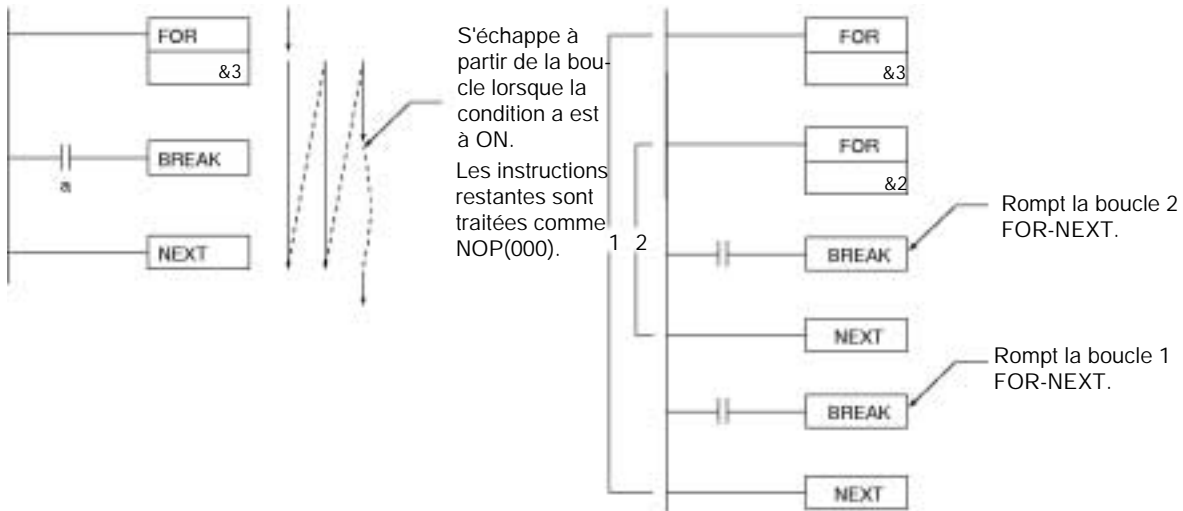 FOR
&3
a
BREAK
NEXT
S'échappe à
partir de la bou-
cle lorsque la
condition a est
à ON.
Les instructions
restantes sont
traitées comme
NOP(000).
1 2
FOR
&3
FOR
&2
BREAK
Rompt la boucle 2
FOR-NEXT.
NEXT
BREAK
Rompt la boucle 1
FOR-NEXT.
NEXT